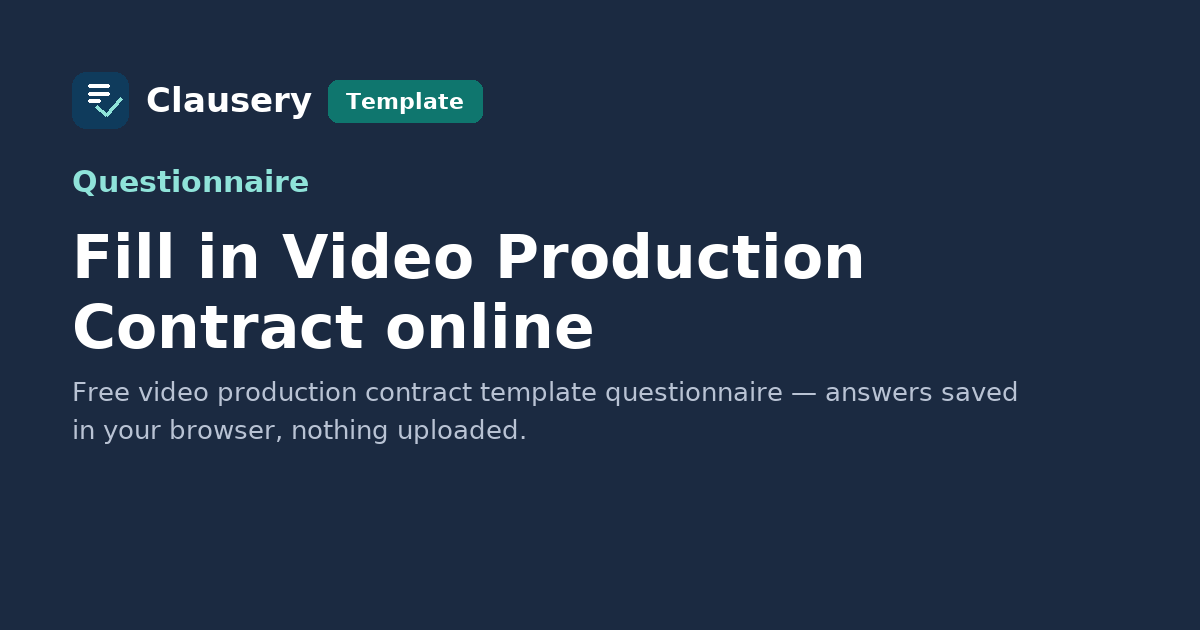 Clausery Template
Questionnaire
Fill in Video Production
Contract online
Free video production contract template questionnaire — answers saved
in your browser, nothing uploaded.